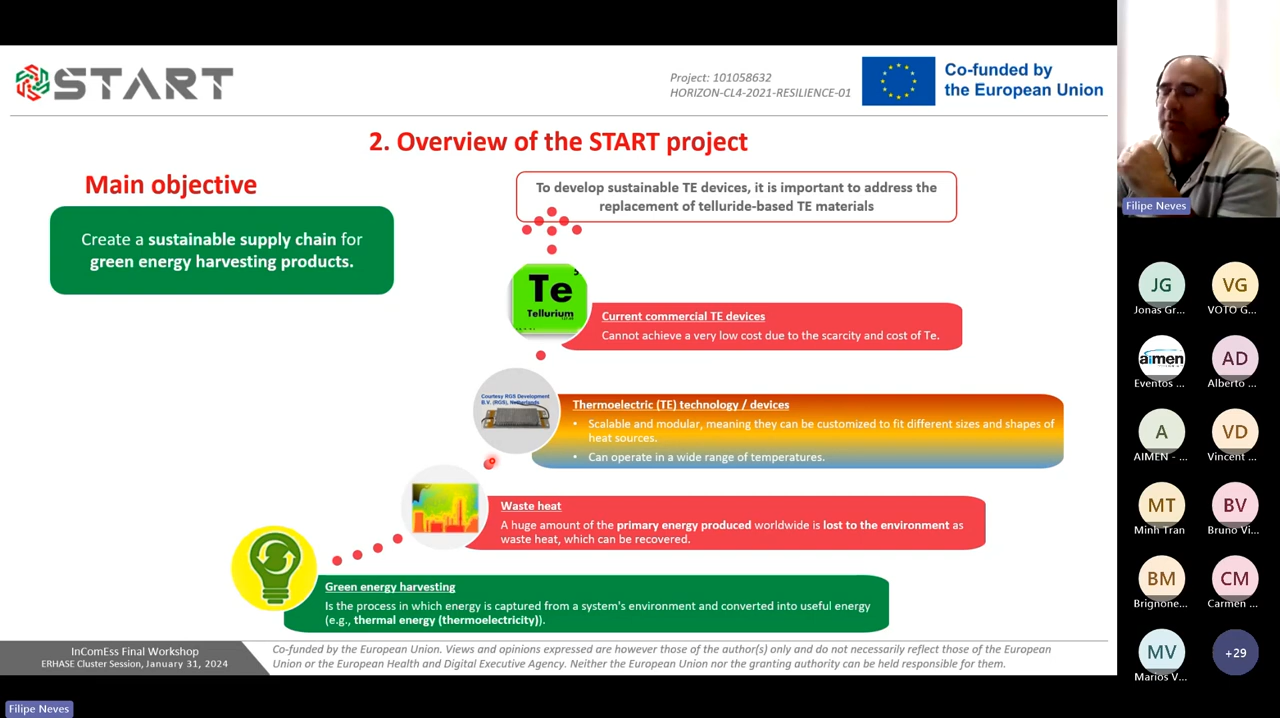 START
Project: 101058632
HORIZON-CL4-2021-RESILIENCE-01
Co-funded by
the European Union
2. Overview of the START project
Main objective
Create a sustainable supply chain for
green energy harvesting products.
To develop sustainable TE devices, it is important to address the
replacement of telluride-based TE materials
Te
Tellurium
Current commercial TE devices
Cannot achieve a very low cost due to the scarcity and cost of Te.
Courtesy RGS Development
B.V. (RGS), Netherlands
Thermoelectric (TE) technology / devices
• Scalable and modular, meaning they can be customized to fit different sizes and shapes of
heat sources.
• Can operate in a wide range of temperatures.
Waste heat
A huge amount of the primary energy produced worldwide is lost to the environment as
waste heat, which can be recovered.
Green energy harvesting
Is the process in which energy is captured from a system's environment and converted into useful energy
(e.g., thermal energy (thermoelectricity)).
InComEss Final Workshop
ERHASE Cluster Session, January 31, 2024
Co-funded by the European Union. Views and opinions expressed are however those of the author(s) only and do not necessarily reflect those of the European
Union or the European Health and Digital Executive Agency. Neither the European Union nor the granting authority can be held responsible for them.
Filipe Neves
Filipe Neves
JG
Jonas Gr...
VG
VOTO G...
aimen
Eventos ...
AD
Alberto ...
A
AIMEN - ...
VD
Vincent ...
MT
Minh Tran
BV
Bruno Vi...
BM
Brignone...
CM
Carmen ...
MV
Marios V...
+29